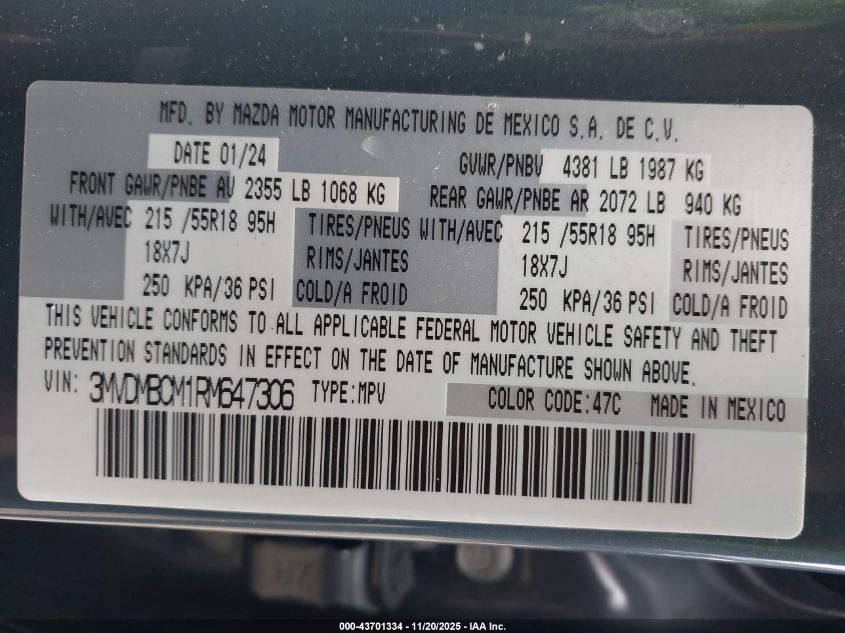 MFD. BY MAZDA MOTOR MANUFACTURING DE MEXICO S.A. DE C.V.
DATE 01/24 GVWR/PNBV 4381 LB 1987 KG
FRONT GAWR/PNBE AV 2355 LB 1068 KG REAR GAWR/PNBE AR 2072 LB 940 KG
WITH/AVEC 215 /55R18 95H TIRES/PNEUS WITH/AVEC 215 /55R18 95H TIRES/PNEUS
18X7J RIMS/JANTES 18X7J RIMS/JANTES
250 KPA/36 PSI COLD/A FROID 250 KPA/36 PSI COLD/A FROID
THIS VEHICLE CONFORMS TO ALL APPLICABLE FEDERAL MOTOR VEHICLE SAFETY AND THEFT
PREVENTION STANDARDS IN EFFECT ON THE DATE OF MANUFACTURE SHOWN ABOVE.
VIN: 3MVDMBCM1RM647306 TYPE:MPV COLOR CODE:47C MADE IN MEXICO
2R
000-43701334 - 11/20/2025 - IAA Inc.